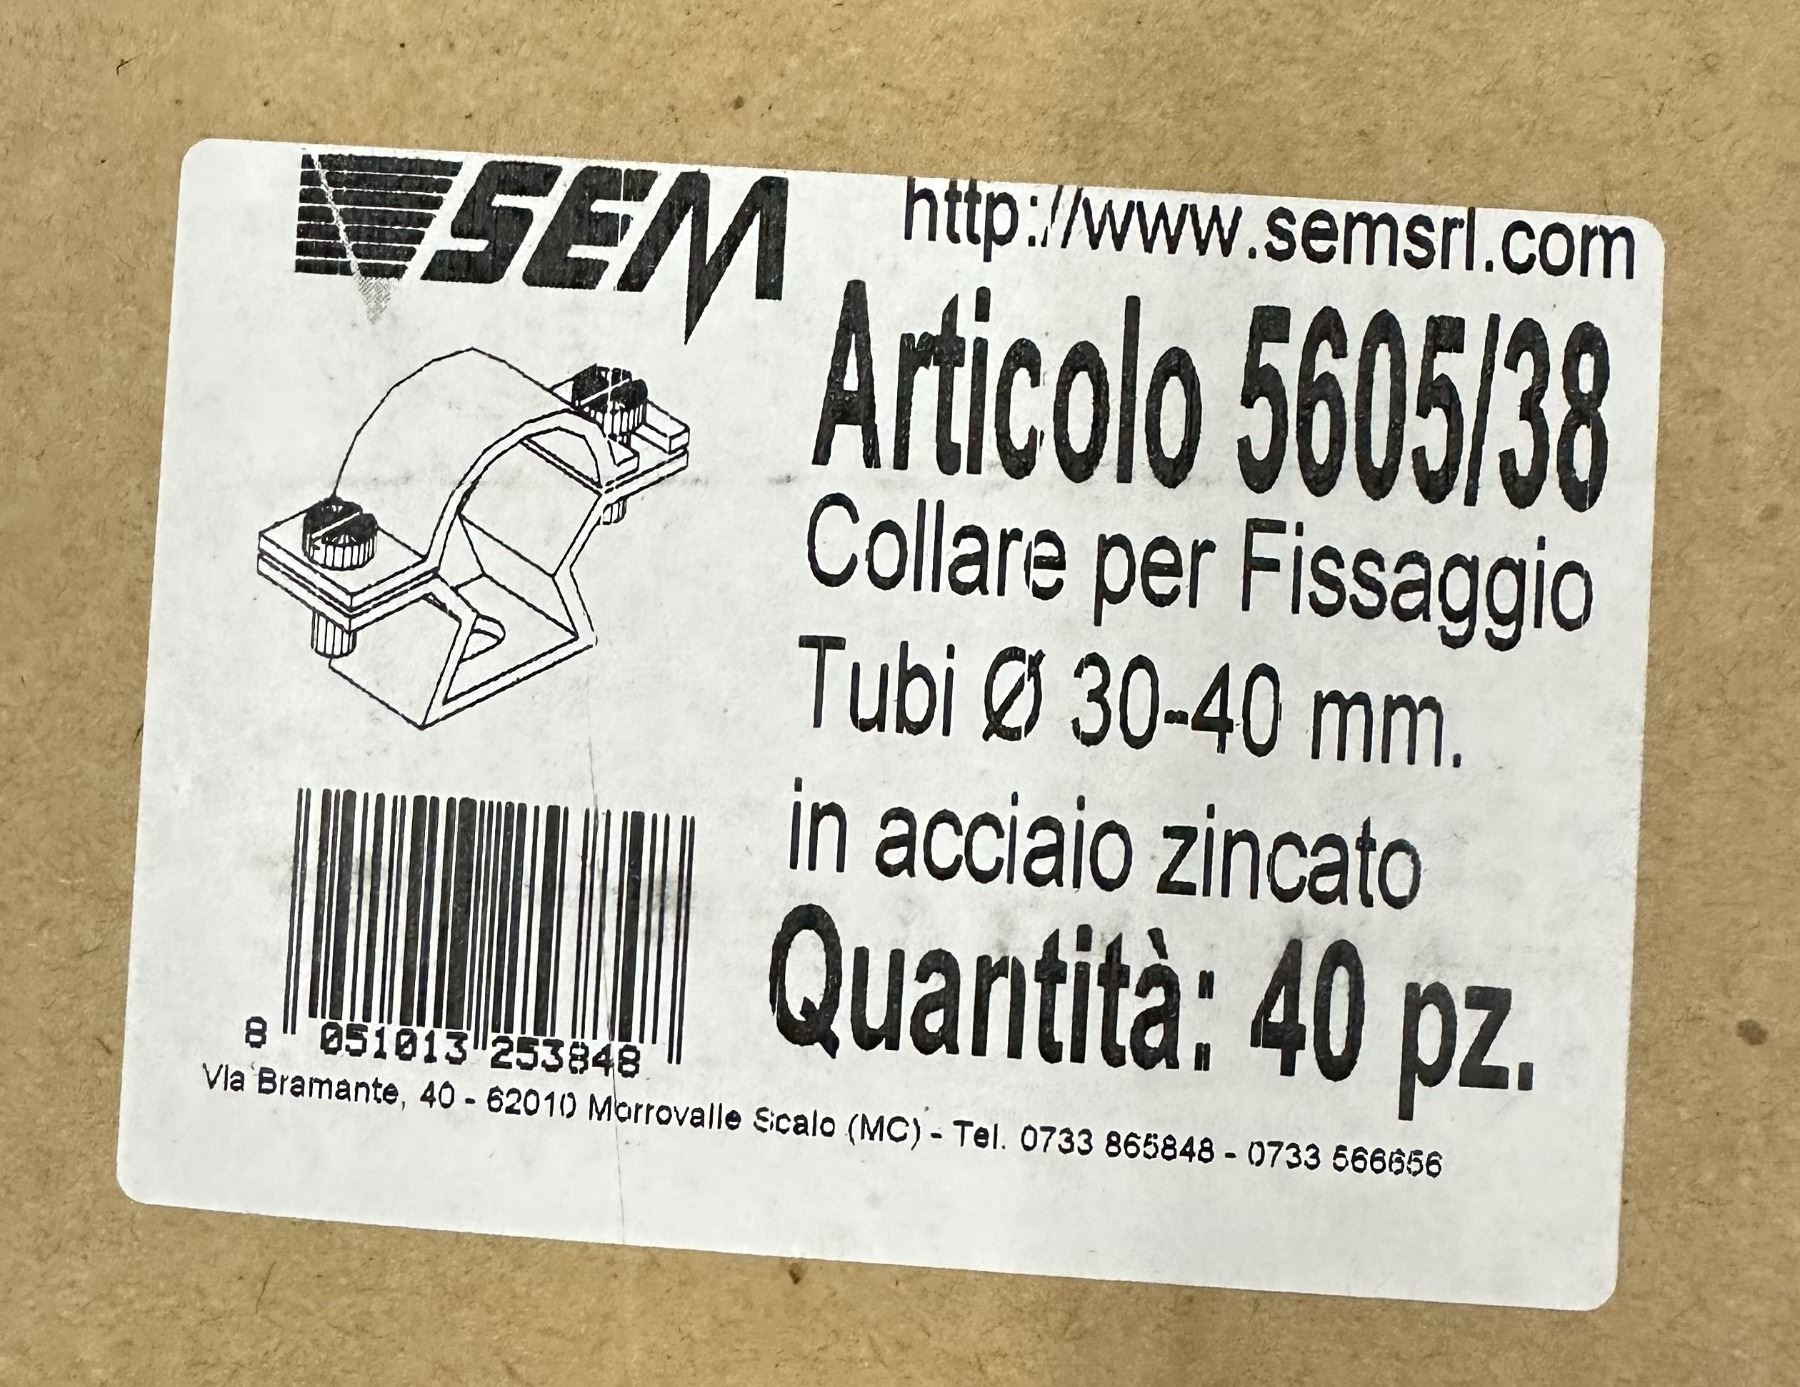 SEM
http://www.semsrl.com
Articolo 5605/38
Collare per Fissaggio
Tubi Ø 30-40 mm.
in acciaio zincato
Quantità: 40 pz.
8 051013 253848
Via Bramante, 40 - 62010 Morrovalle Scalo (MC) - Tel. 0733 865848 - 0733 566656